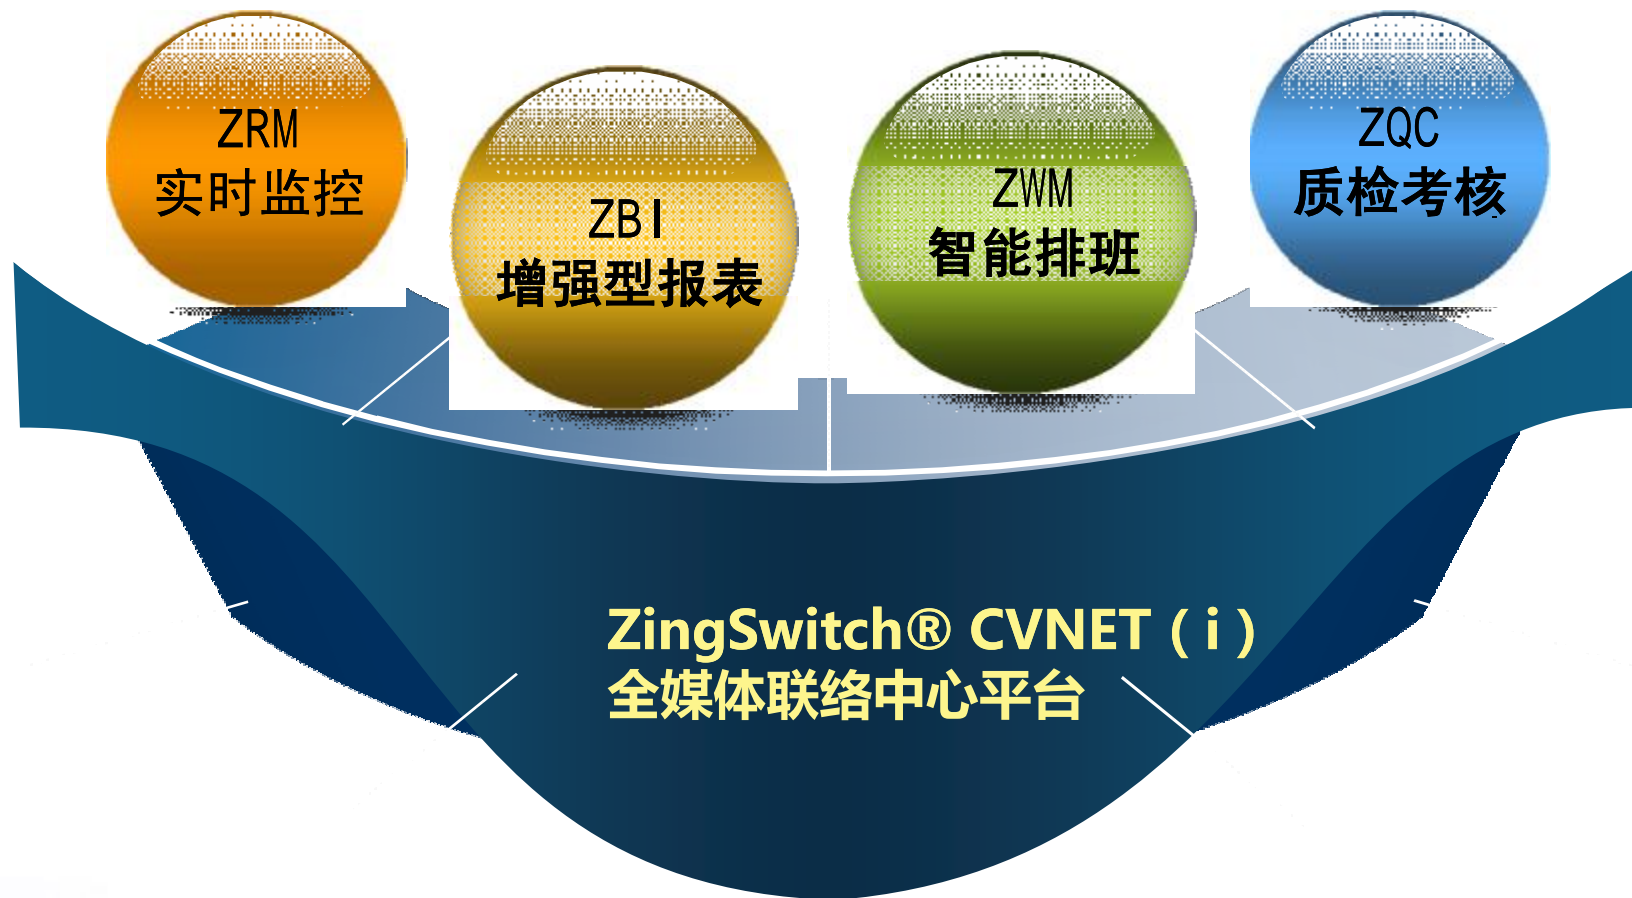 ZRM
实时监控
ZBI
增强型报表
ZWM
智能排班
ZQC
质检考核
ZingSwitch® CVNET（i）
全媒体联络中心平台